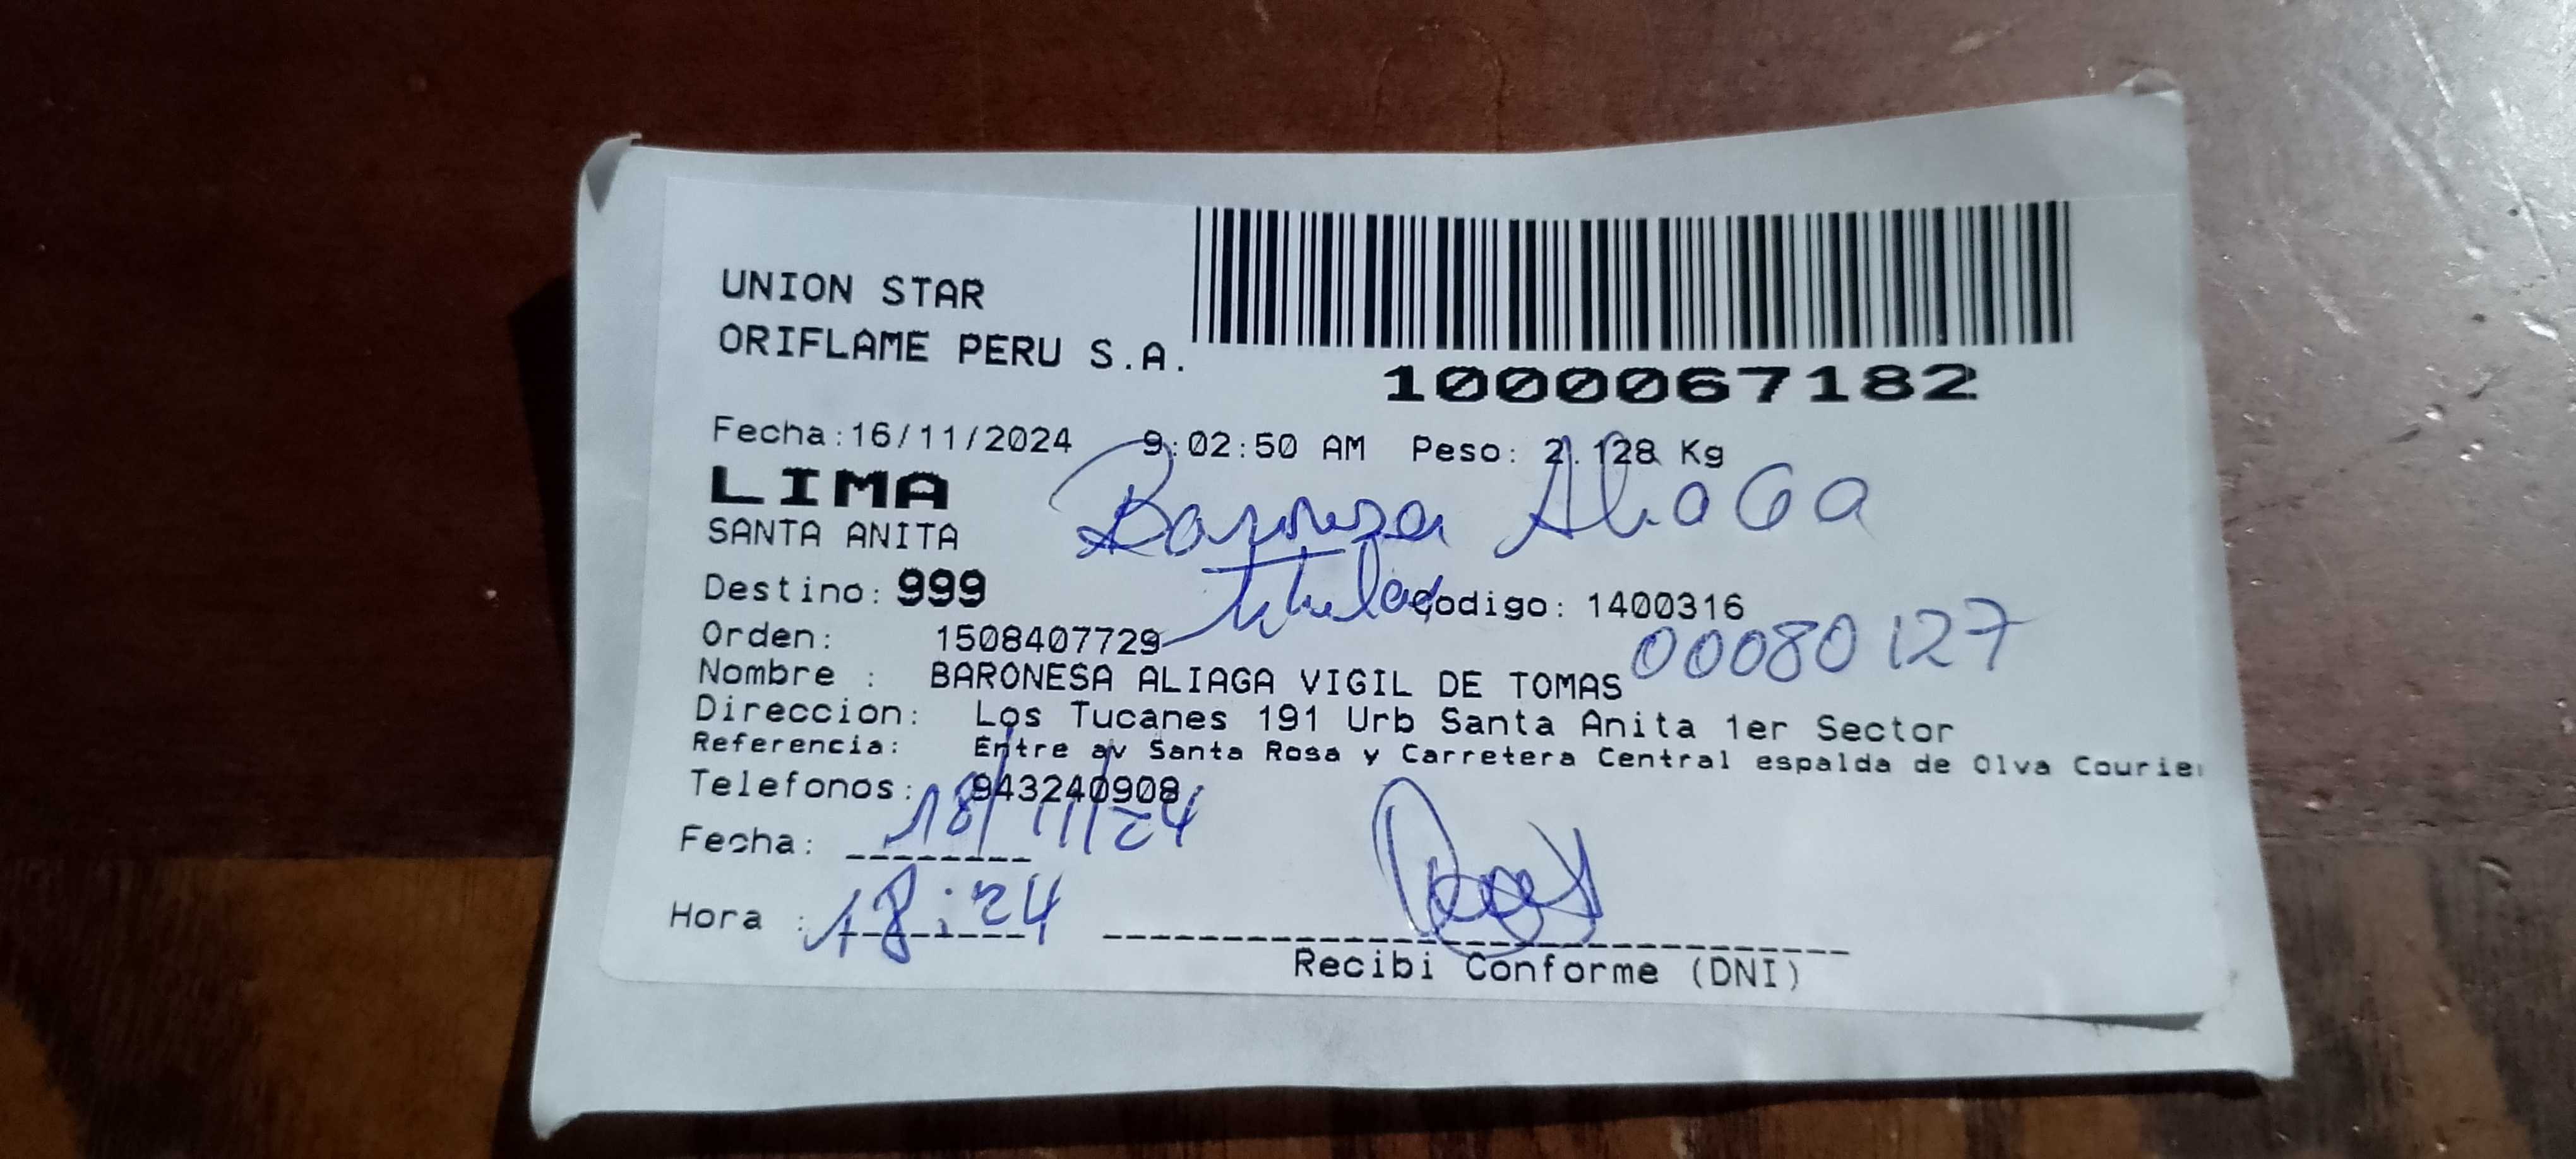 UNION STAR
ORIFLAME PERU S.A.
1000067182
Fecha:16/11/2024 9:02:50 AM Peso: 2.128 Kg
LIMA
SANTA ANITA
Baronesa AliaGa
titular
Destino: 999 Codigo: 1400316
Orden: 1508407729
00080127
Nombre : BARONESA ALIAGA VIGIL DE TOMAS
Direccion: Los Tucanes 191 Urb Santa Anita 1er Sector
Referencia: Entre av Santa Rosa y Carretera Central espalda de Olva Courier
Telefonos: 943240908
Fecha: 18/11/24
Hora : 18:24
Recibi Conforme (DNI)